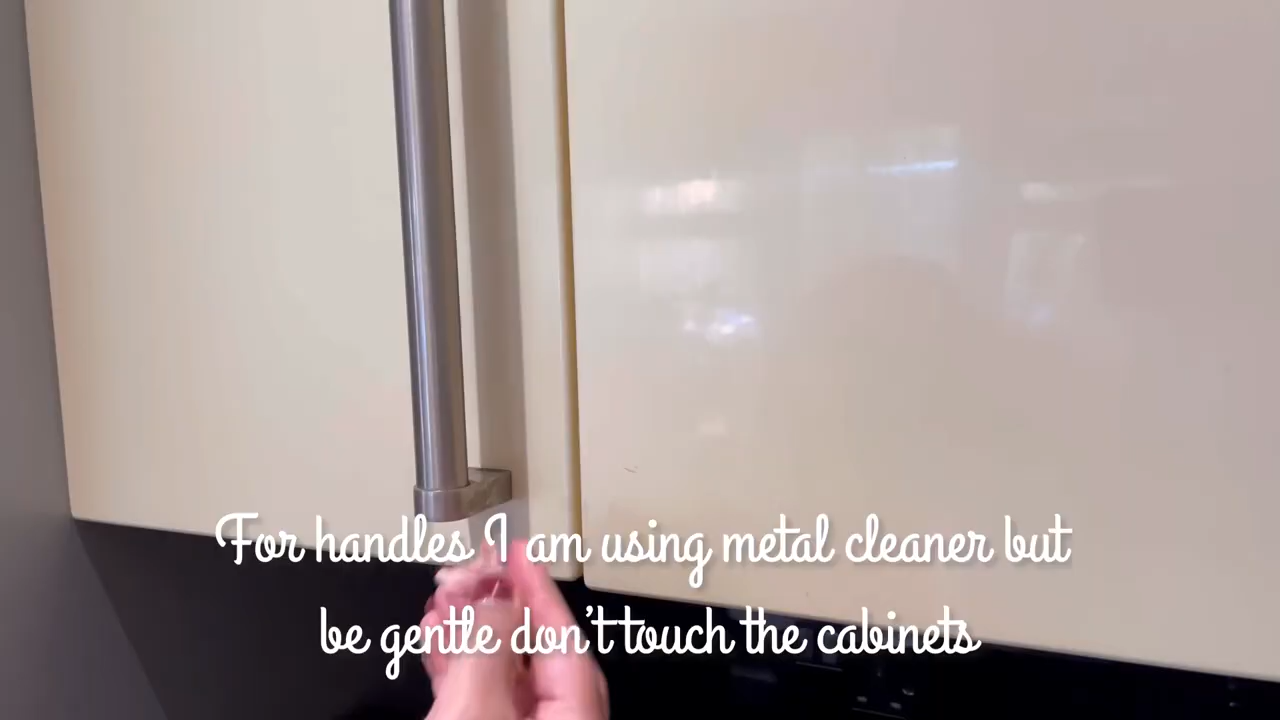 For handles I am using metal cleaner but
be gentle don't touch the cabinets